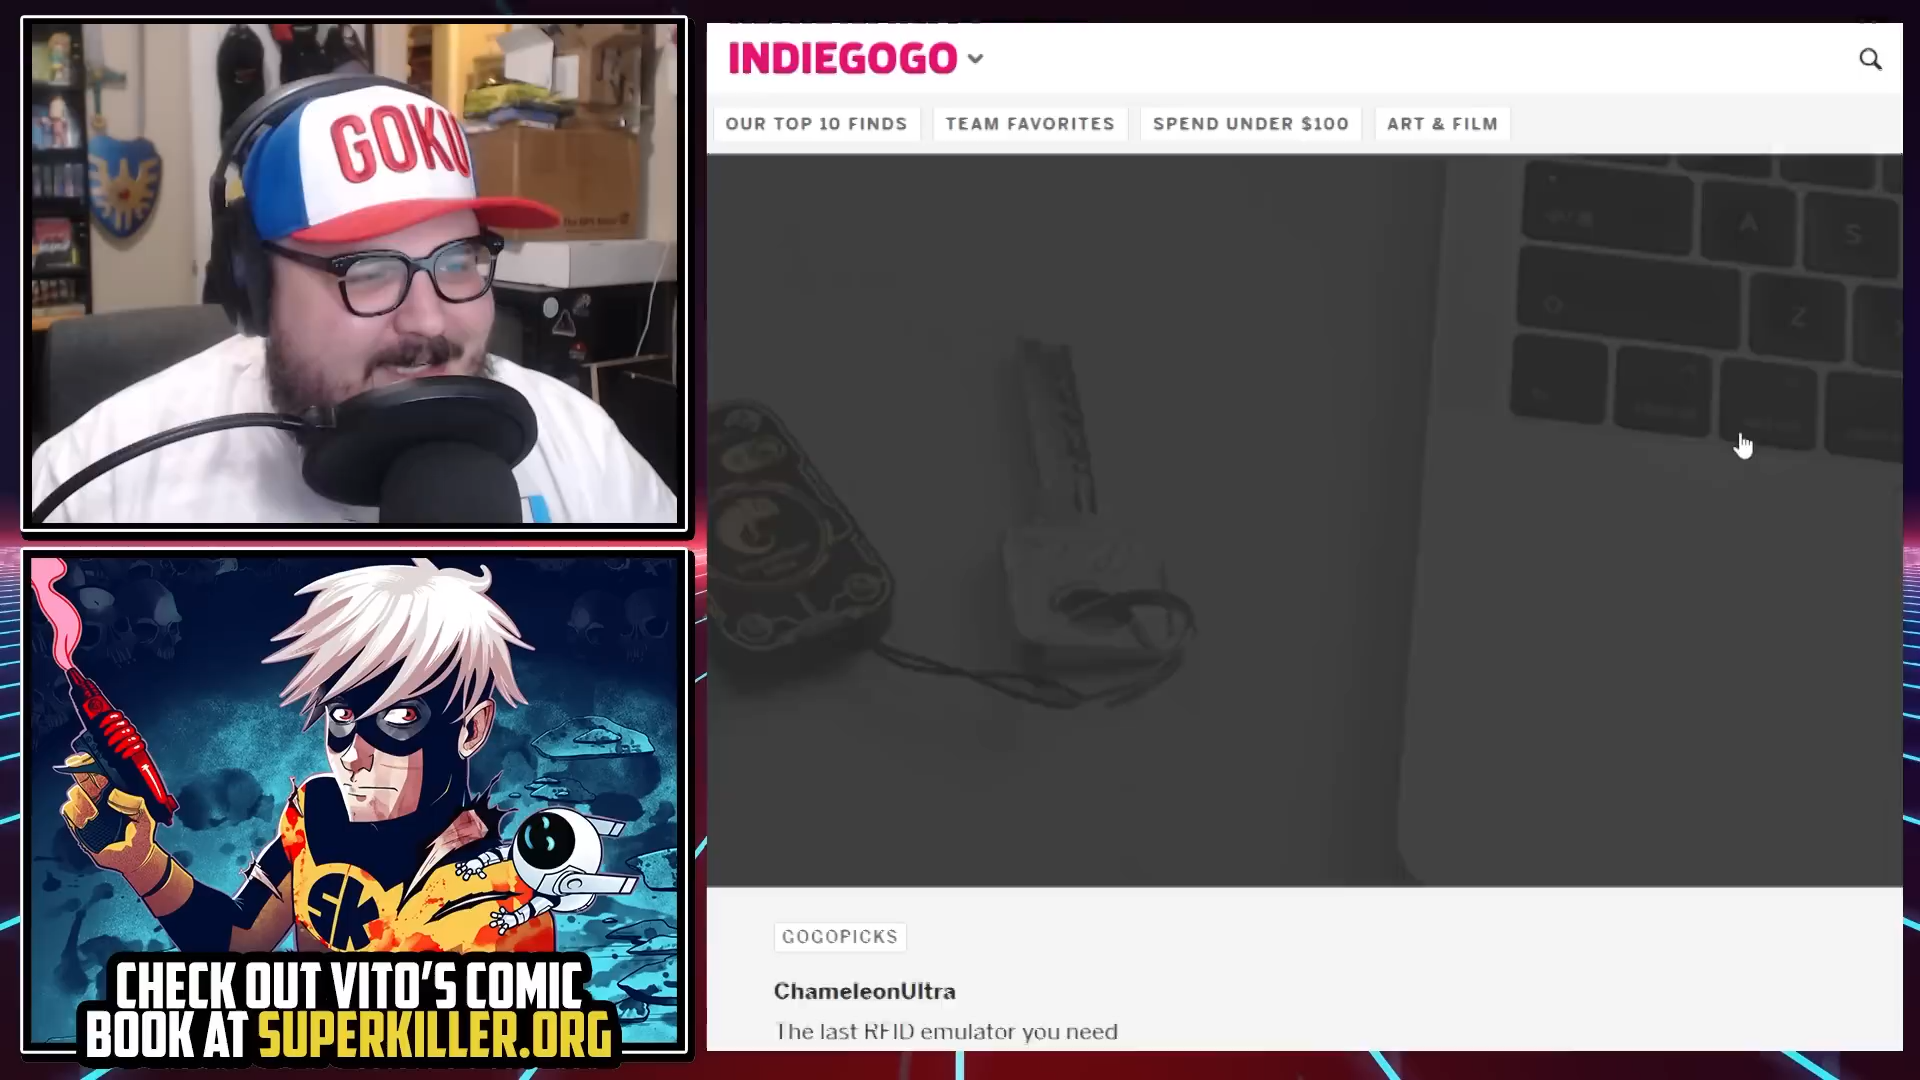 GOKU
INDIEGOGO
OUR TOP 10 FINDS
TEAM FAVORITES
SPEND UNDER $100
ART & FILM
A
S
Z
SK
CHECK OUT VITO'S COMIC
BOOK AT SUPERKILLER.ORG
GOGOPICKS
ChameleonUltra
The last RFID emulator you need